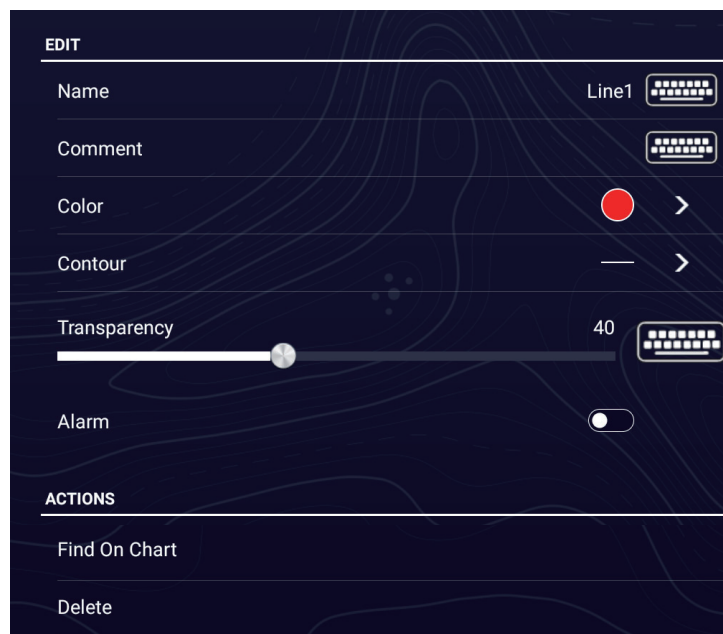 EDIT
Name Line1
Comment
Color
Contour
Transparency 40
Alarm
ACTIONS
Find On Chart
Delete